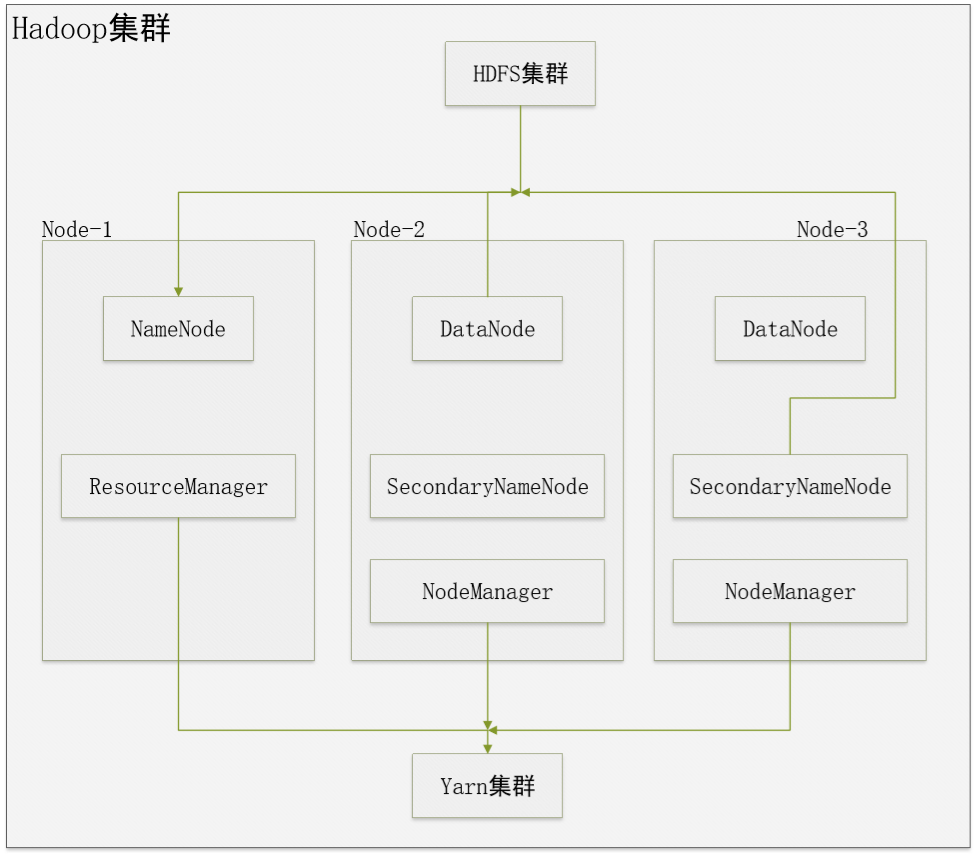 Hadoop集群
HDFS集群
Node-1
Node-2
Node-3
NameNode
DataNode
DataNode
ResourceManager
SecondaryNameNode
SecondaryNameNode
NodeManager
NodeManager
Yarn集群